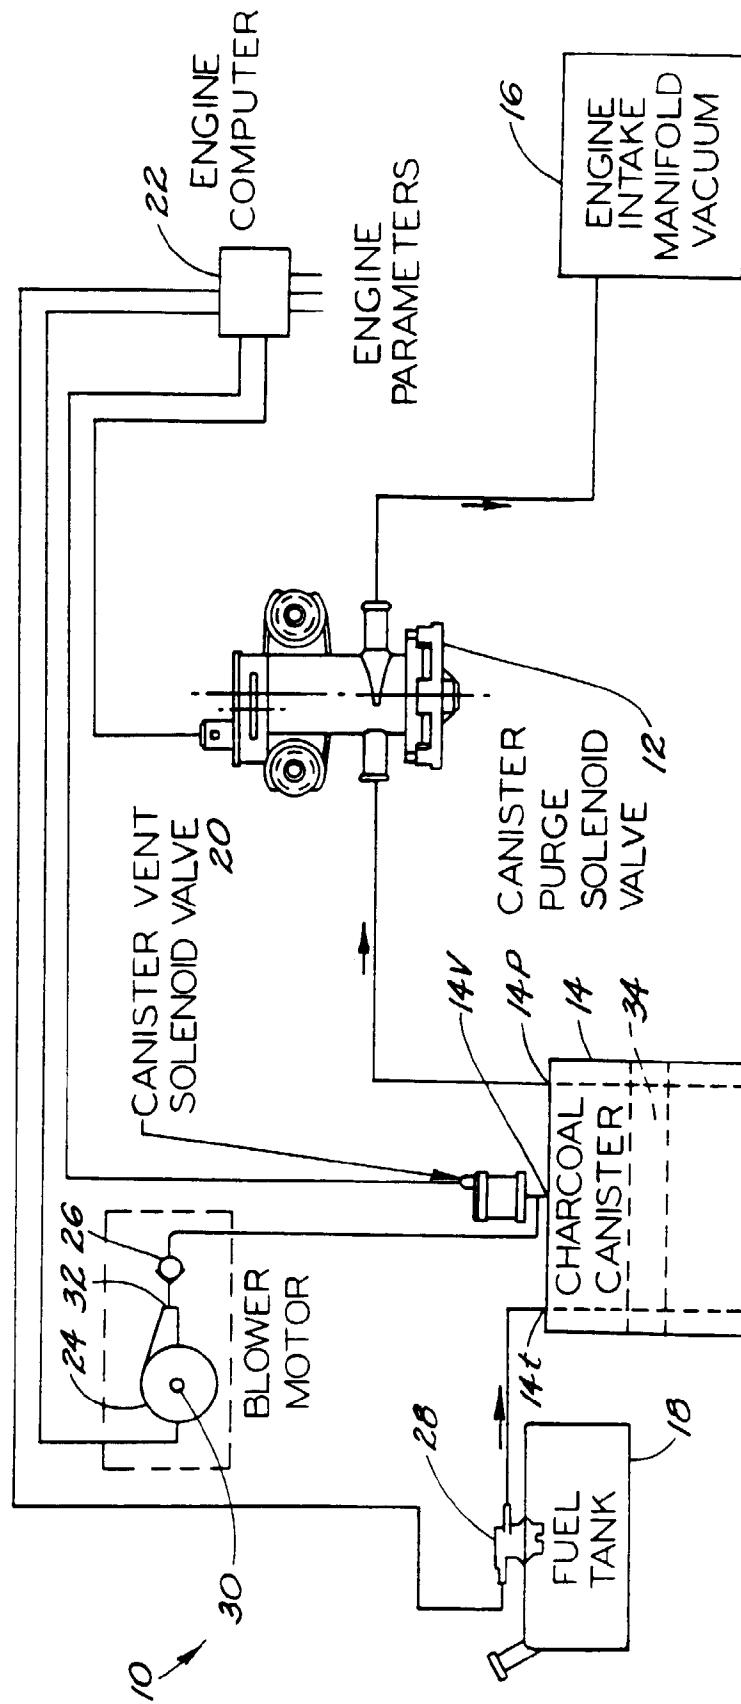 10
30
24
32
26
BLOWER
MOTOR
CANISTER VENT
SOLENOID VALVE
20
22
ENGINE
COMPUTER
ENGINE
PARAMETERS
28
FUEL
TANK
18
14t
14V
14P
14
34
CHARCOAL
CANISTER
CANISTER
PURGE
SOLENOID
VALVE
12
16
ENGINE
INTAKE
MANIFOLD
VACUUM